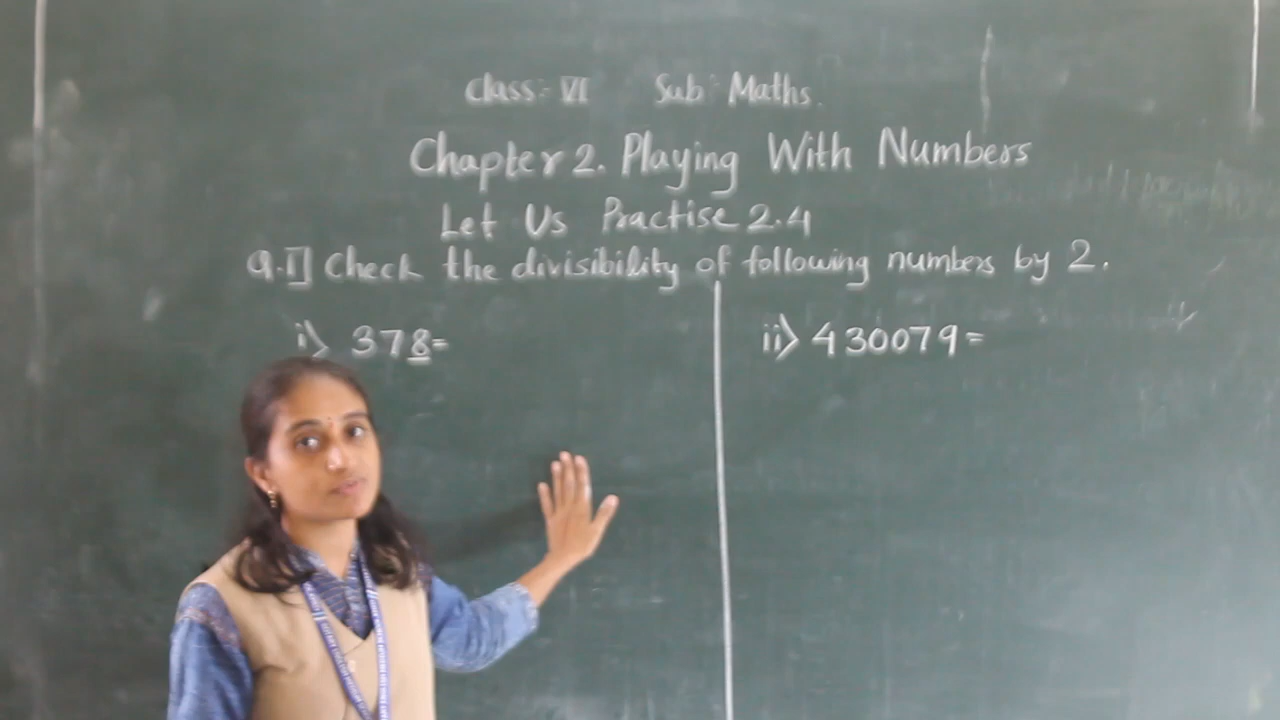 Class:- VI Sub: Maths.
Chapter 2. Playing With Numbers
Let Us Practise 2.4
Q.1] Check the divisibility of following numbers by 2.
i) 378=
ii) 430079=